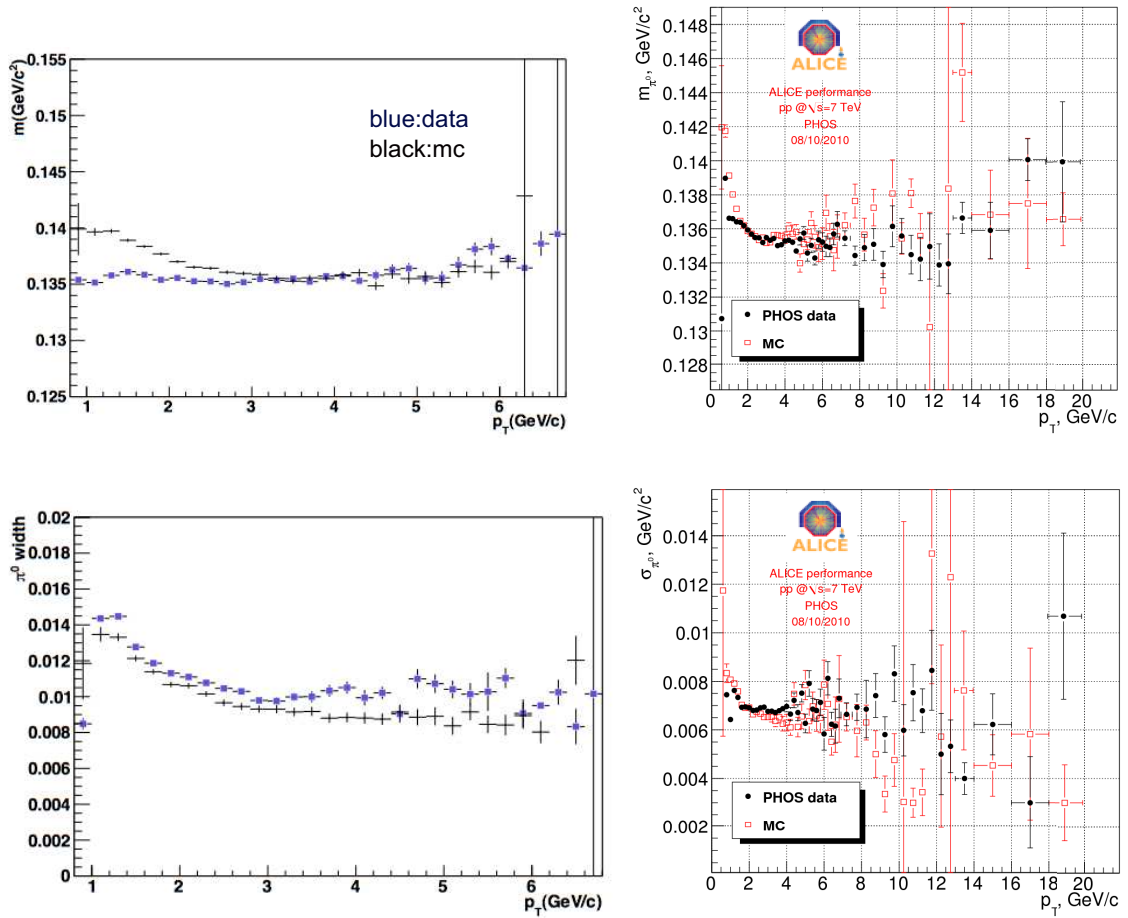 m(GeV/c²)
0.155
0.15
0.145
0.14
0.135
0.13
0.125
blue:data
black:mc
1 2 3 4 5 6
p_T(GeV/c)
m_π⁰, GeV/c²
0.148
0.146
0.144
0.142
0.14
0.138
0.136
0.134
0.132
0.13
0.128
ALICE
ALICE performance
pp @\s=7 TeV
PHOS
08/10/2010
PHOS data
MC
0 2 4 6 8 10 12 14 16 18 20
p_T, GeV/c
π⁰ width
0.02
0.018
0.016
0.014
0.012
0.01
0.008
0.006
0.004
0.002
0
1 2 3 4 5 6
p_T(GeV/c)
σ_π⁰, GeV/c²
0.014
0.012
0.01
0.008
0.006
0.004
0.002
ALICE
ALICE performance
pp @\s=7 TeV
PHOS
08/10/2010
PHOS data
MC
0 2 4 6 8 10 12 14 16 18 20
p_T, GeV/c